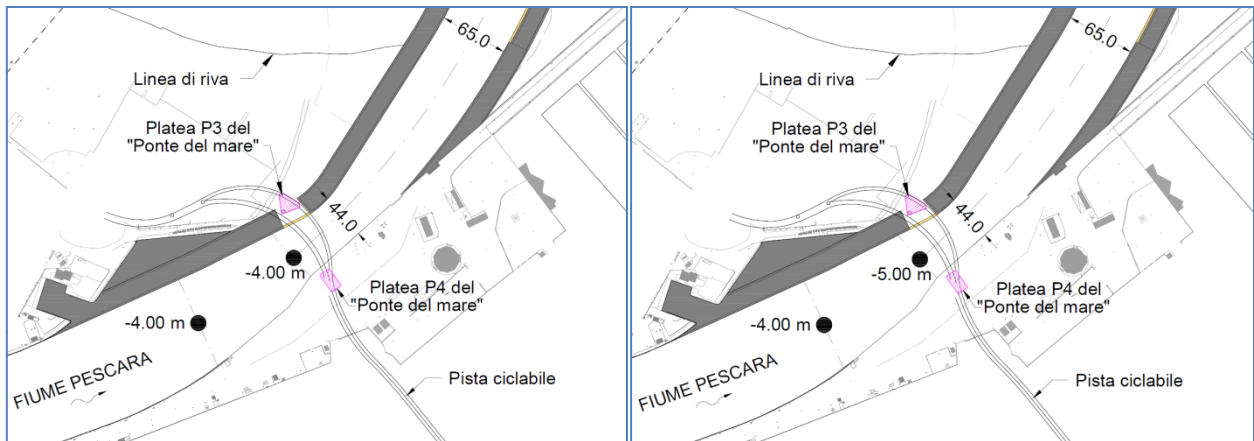 65.0
Linea di riva
Platea P3 del
"Ponte del mare"
44.0
-4.00 m
Platea P4 del
"Ponte del mare"
-4.00 m
FIUME PESCARA
Pista ciclabile
65.0
Linea di riva
Platea P3 del
"Ponte del mare"
44.0
-5.00 m
Platea P4 del
"Ponte del mare"
-4.00 m
FIUME PESCARA
Pista ciclabile